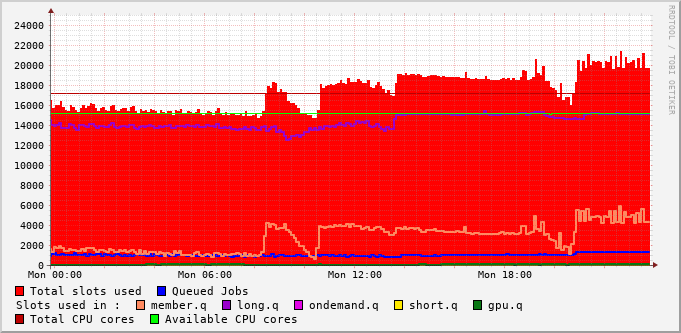 24000
22000
20000
18000
16000
14000
12000
10000
8000
6000
4000
2000
0
Mon 00:00 Mon 06:00 Mon 12:00 Mon 18:00
Total slots used Queued Jobs
Slots used in : member.q long.q ondemand.q short.q gpu.q
Total CPU cores Available CPU cores
RRDTOOL / TOBI OETIKER